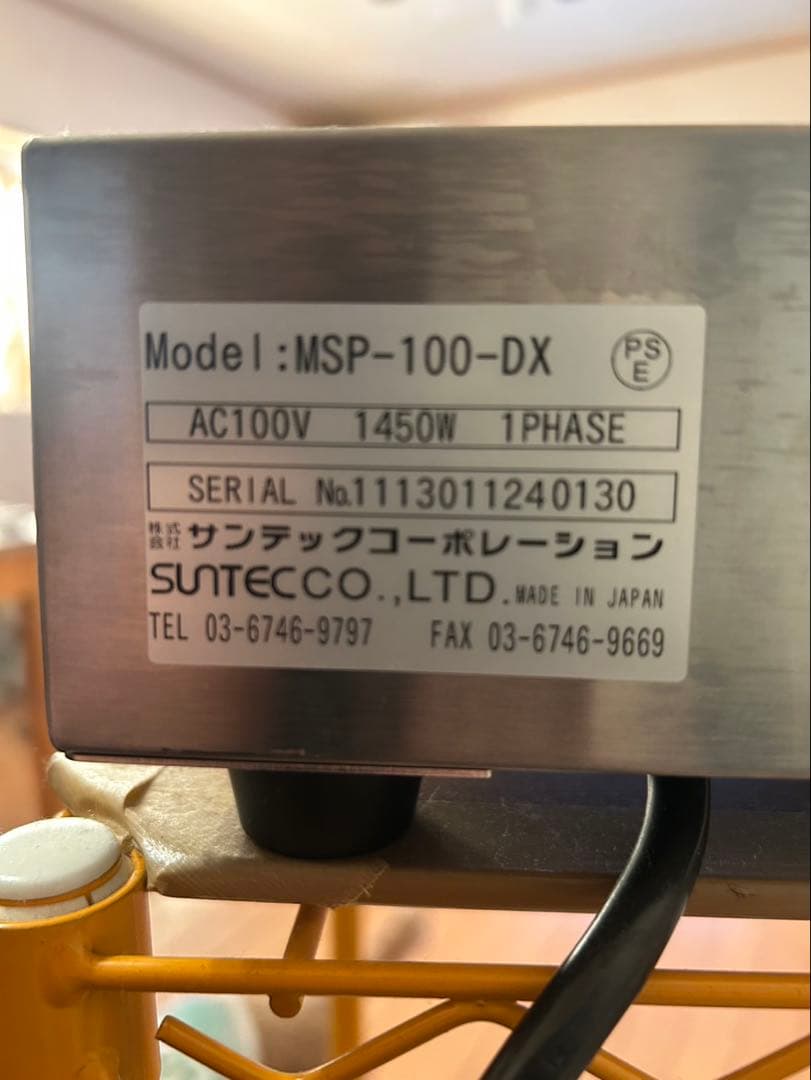 Model:MSP-100-DX
PS
E
AC100V 1450W 1PHASE
SERIAL No.1113011240130
株式会社 サンテックコーポレーション
SUNTECCO.,LTD. MADE IN JAPAN
TEL 03-6746-9797 FAX 03-6746-9669